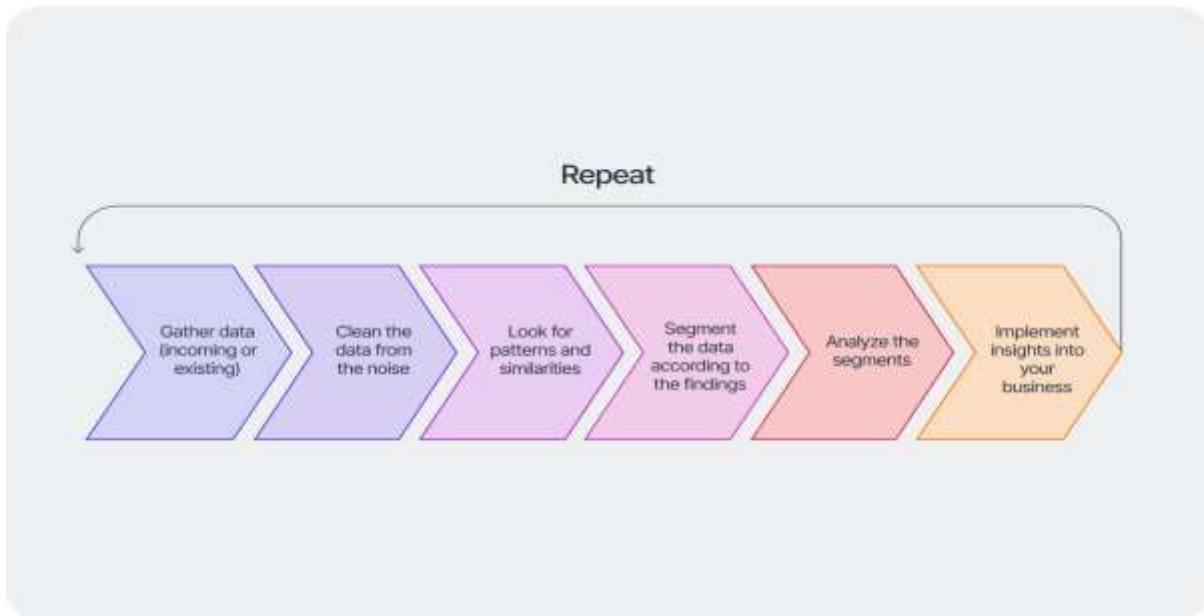 Repeat
Gather data
(incoming or
existing)
Clean the
data from
the noise
Look for
patterns and
similarities
Segment
the data
according to
the findings
Analyze the
segments
Implement
insights into
your
business